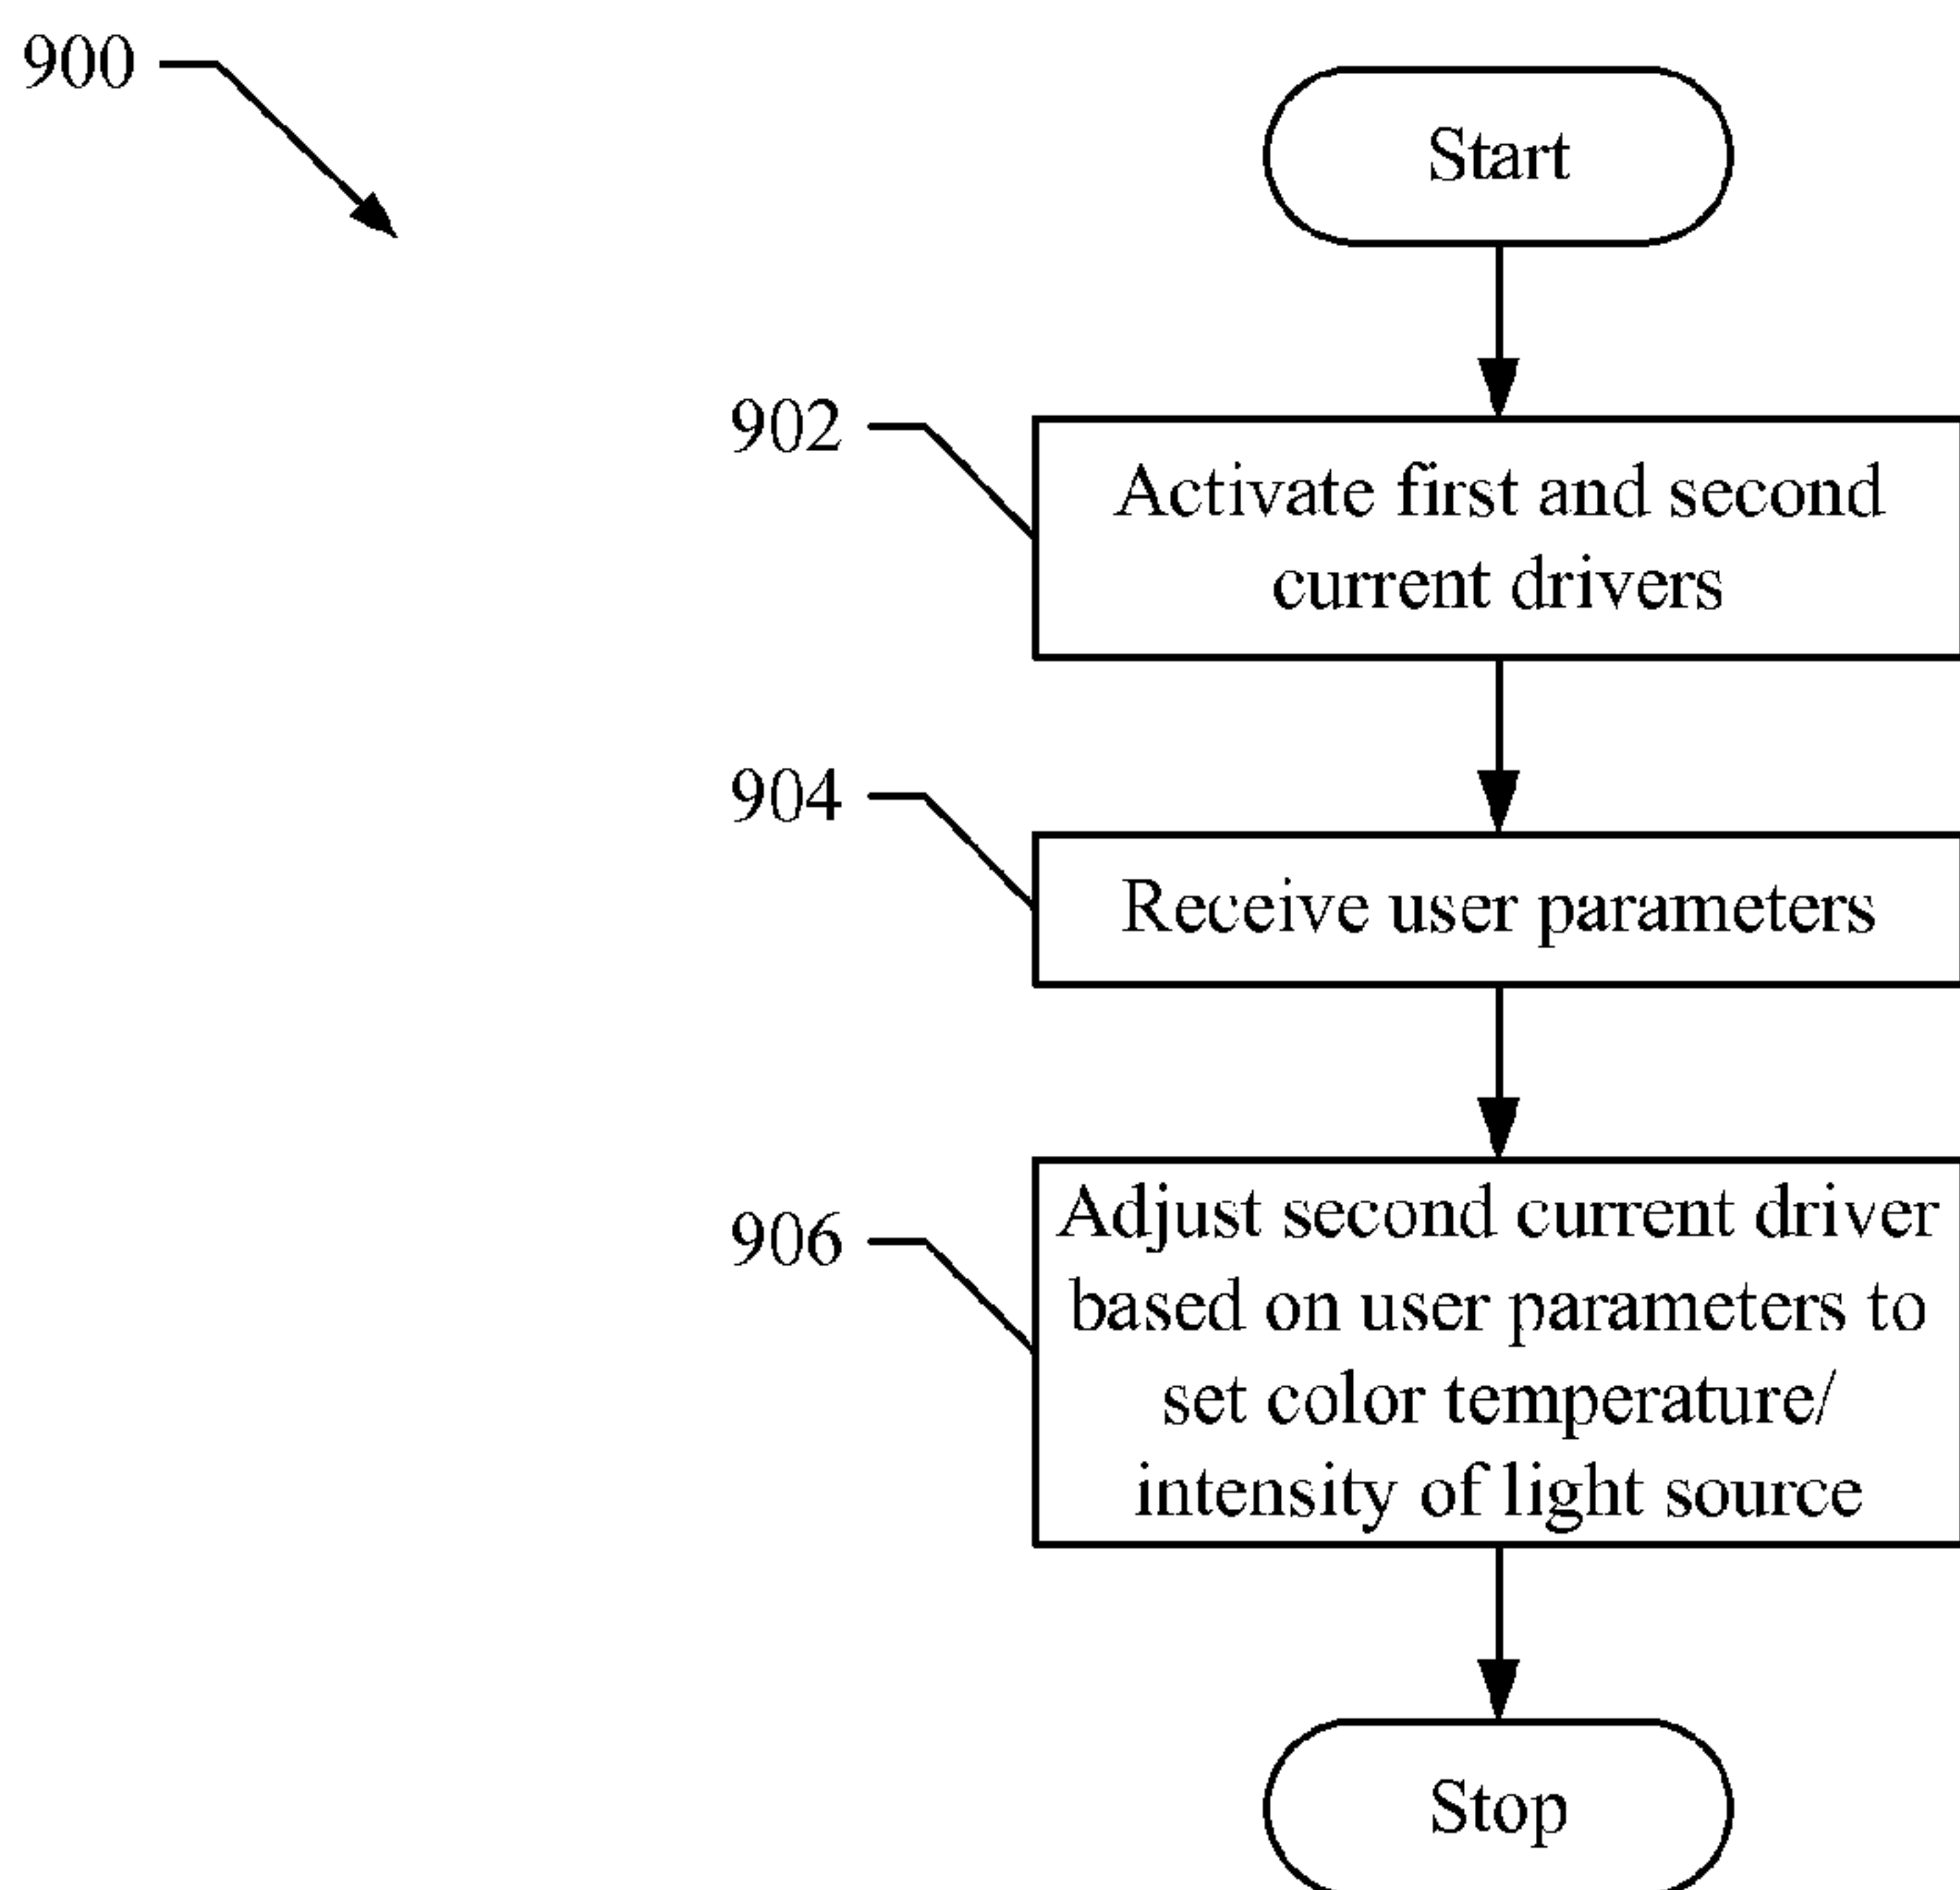 900
Start
902
Activate first and second
current drivers
904
Receive user parameters
906
Adjust second current driver
based on user parameters to
set color temperature/
intensity of light source
Stop